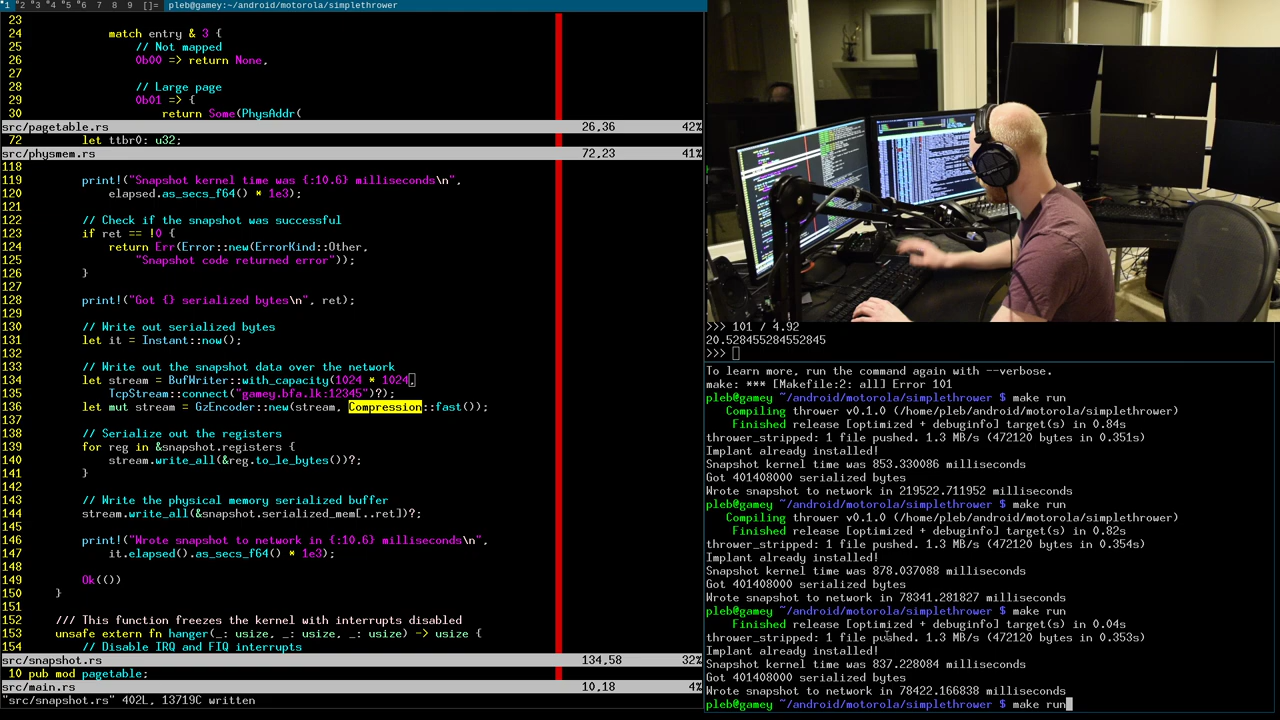 1 2 3 4 5 6 7 8 9 []= pleb@gamey:~/android/motorola/simplethrower
23
24 match entry & 3 {
25 // Not mapped
26 0b00 => return None,
27
28 // Large page
29 0b01 => {
30 return Some(PhysAddr(
src/pagetable.rs 26,36 42%
72 let ttbr0: u32;
src/physmem.rs 72,23 41%
118
119 print!("Snapshot kernel time was {:10.6} milliseconds\n",
120 elapsed.as_secs_f64() * 1e3);
121
122 // Check if the snapshot was successful
123 if ret == !0 {
124 return Err(Error::new(ErrorKind::Other,
125 "Snapshot code returned error"));
126 }
127
128 print!("Got {} serialized bytes\n", ret);
129
130 // Write out serialized bytes
131 let it = Instant::now();
132
133 // Write out the snapshot data over the network
134 let stream = BufWriter::with_capacity(1024 * 1024,
135 TcpStream::connect("gamey.bfa.lk:12345")?);
136 let mut stream = GzEncoder::new(stream, Compression::fast());
137
138 // Serialize out the registers
139 for reg in &snapshot.registers {
140 stream.write_all(&reg.to_le_bytes())?;
141 }
142
143 // Write the physical memory serialized buffer
144 stream.write_all(&snapshot.serialized_mem[..ret])?;
145
146 print!("Wrote snapshot to network in {:10.6} milliseconds\n",
147 it.elapsed().as_secs_f64() * 1e3);
148
149 Ok(())
150 }
151
152 /// This function freezes the kernel with interrupts disabled
153 unsafe extern fn hanger(_: usize, _: usize, _: usize) -> usize {
154 // Disable IRQ and FIQ interrupts
src/snapshot.rs 134,58 32%
10 pub mod pagetable;
src/main.rs 10,18 4%
"src/snapshot.rs" 402L, 13719C written
>>> 101 / 4.92
20.528455284552845
>>>
To learn more, run the command again with --verbose.
make: *** [Makefile:2: all] Error 101
pleb@gamey ~/android/motorola/simplethrower $ make run
Compiling thrower v0.1.0 (/home/pleb/android/motorola/simplethrower)
Finished release [optimized + debuginfo] target(s) in 0.84s
thrower_stripped: 1 file pushed. 1.3 MB/s (472120 bytes in 0.351s)
Implant already installed!
Snapshot kernel time was 853.330086 milliseconds
Got 401408000 serialized bytes
Wrote snapshot to network in 219522.711952 milliseconds
pleb@gamey ~/android/motorola/simplethrower $ make run
Compiling thrower v0.1.0 (/home/pleb/android/motorola/simplethrower)
Finished release [optimized + debuginfo] target(s) in 0.82s
thrower_stripped: 1 file pushed. 1.3 MB/s (472120 bytes in 0.354s)
Implant already installed!
Snapshot kernel time was 878.037088 milliseconds
Got 401408000 serialized bytes
Wrote snapshot to network in 78341.281827 milliseconds
pleb@gamey ~/android/motorola/simplethrower $ make run
Finished release [optimized + debuginfo] target(s) in 0.04s
thrower_stripped: 1 file pushed. 1.3 MB/s (472120 bytes in 0.353s)
Implant already installed!
Snapshot kernel time was 837.228084 milliseconds
Got 401408000 serialized bytes
Wrote snapshot to network in 78422.166838 milliseconds
pleb@gamey ~/android/motorola/simplethrower $ make run